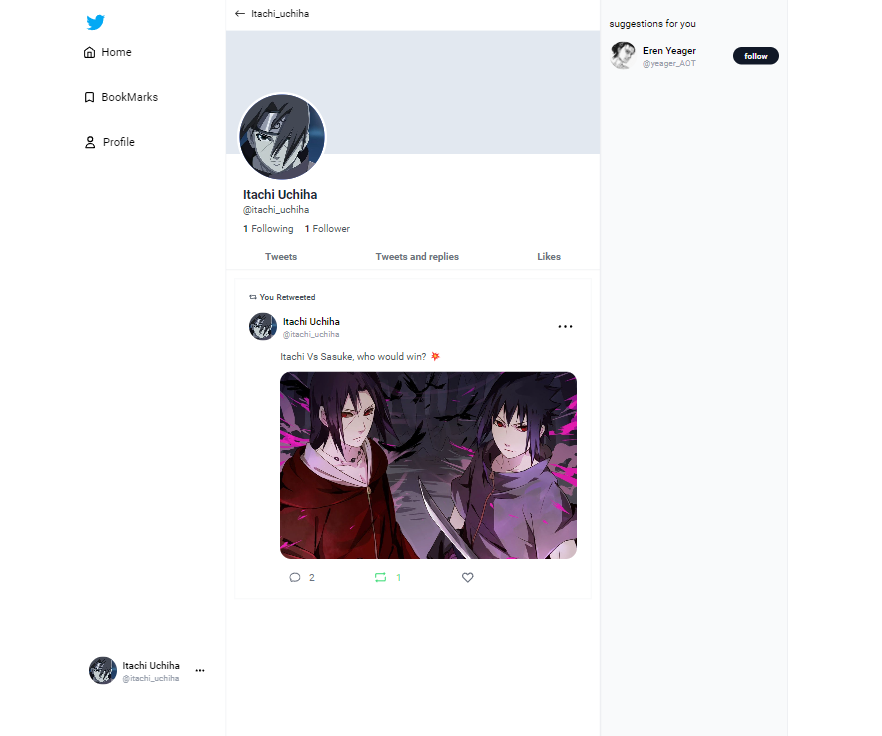 Home
BookMarks
Profile
Itachi Uchiha
@itachi_uchiha
Itachi_uchiha
Itachi Uchiha
@itachi_uchiha
1 Following 1 Follower
Tweets Tweets and replies Likes
You Retweeted
Itachi Uchiha
@itachi_uchiha
Itachi Vs Sasuke, who would win? 💥
2 1
suggestions for you
Eren Yeager
@yeager_AOT
follow